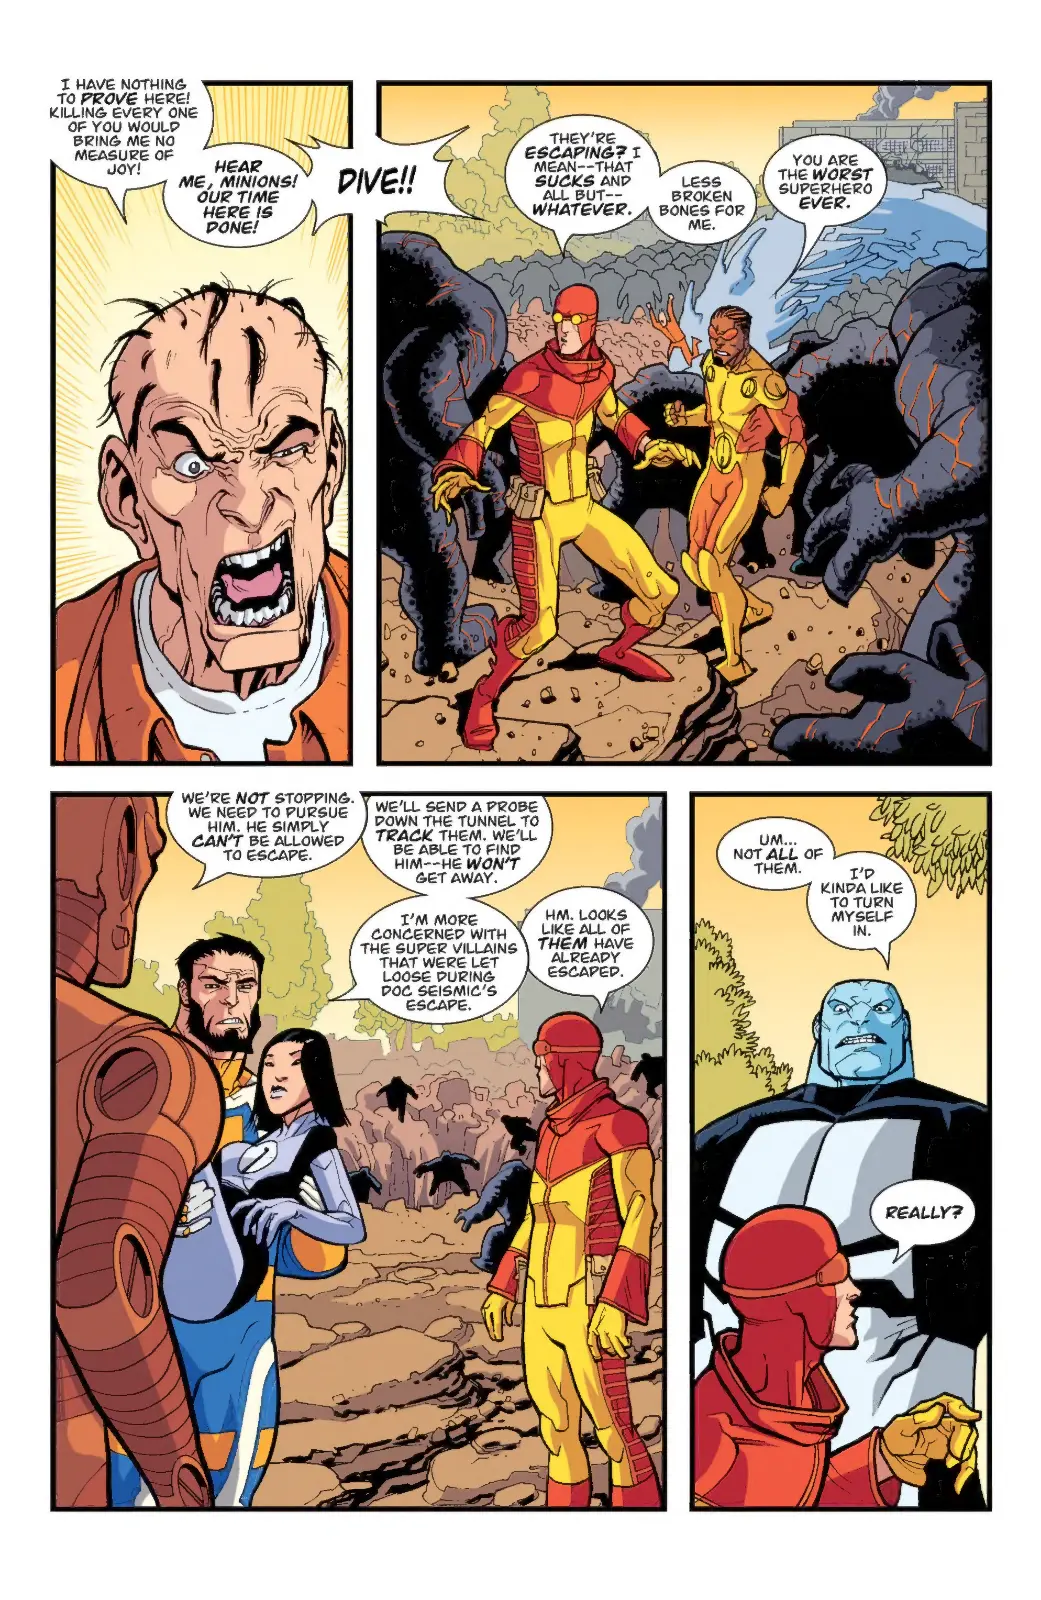 I HAVE NOTHING
TO PROVE HERE!
KILLING EVERY ONE
OF YOU WOULD
BRING ME NO
MEASURE OF
JOY!
HEAR
ME, MINIONS!
OUR TIME
HERE IS
DONE!
DIVE!!
THEY'RE
ESCAPING? I
MEAN--THAT
SUCKS AND
ALL BUT--
WHATEVER.
LESS
BROKEN
BONES FOR
ME.
YOU ARE
THE WORST
SUPERHERO
EVER.
WE'RE NOT STOPPING.
WE NEED TO PURSUE
HIM. HE SIMPLY
CAN'T BE ALLOWED
TO ESCAPE.
WE'LL SEND A PROBE
DOWN THE TUNNEL TO
TRACK THEM. WE'LL
BE ABLE TO FIND
HIM--HE WON'T
GET AWAY.
I'M MORE
CONCERNED WITH
THE SUPER VILLAINS
THAT WERE LET
LOOSE DURING
DOC SEISMIC'S
ESCAPE.
HM. LOOKS
LIKE ALL OF
THEM HAVE
ALREADY
ESCAPED.
UM...
NOT ALL OF
THEM.
I'D
KINDA LIKE
TO TURN
MYSELF
IN.
REALLY?